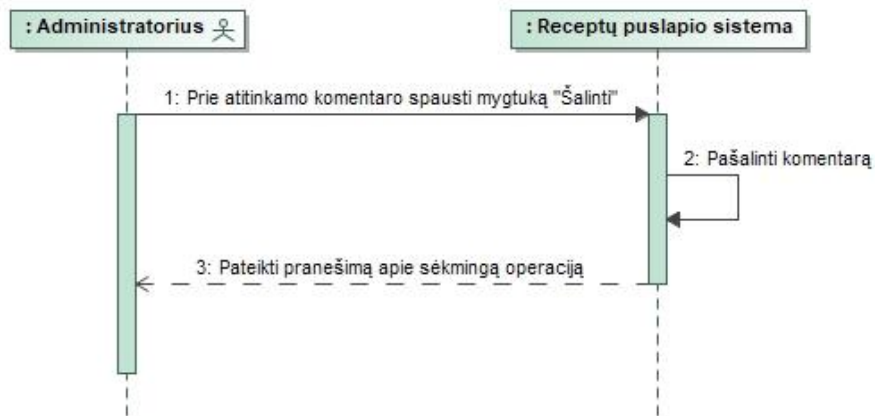 : Administratorius
: Receptų puslapio sistema
1: Prie atitinkamo komentaro spausti mygtuką "Šalinti"
2: Pašalinti komentarą
3: Pateikti pranešimą apie sėkmingą operaciją